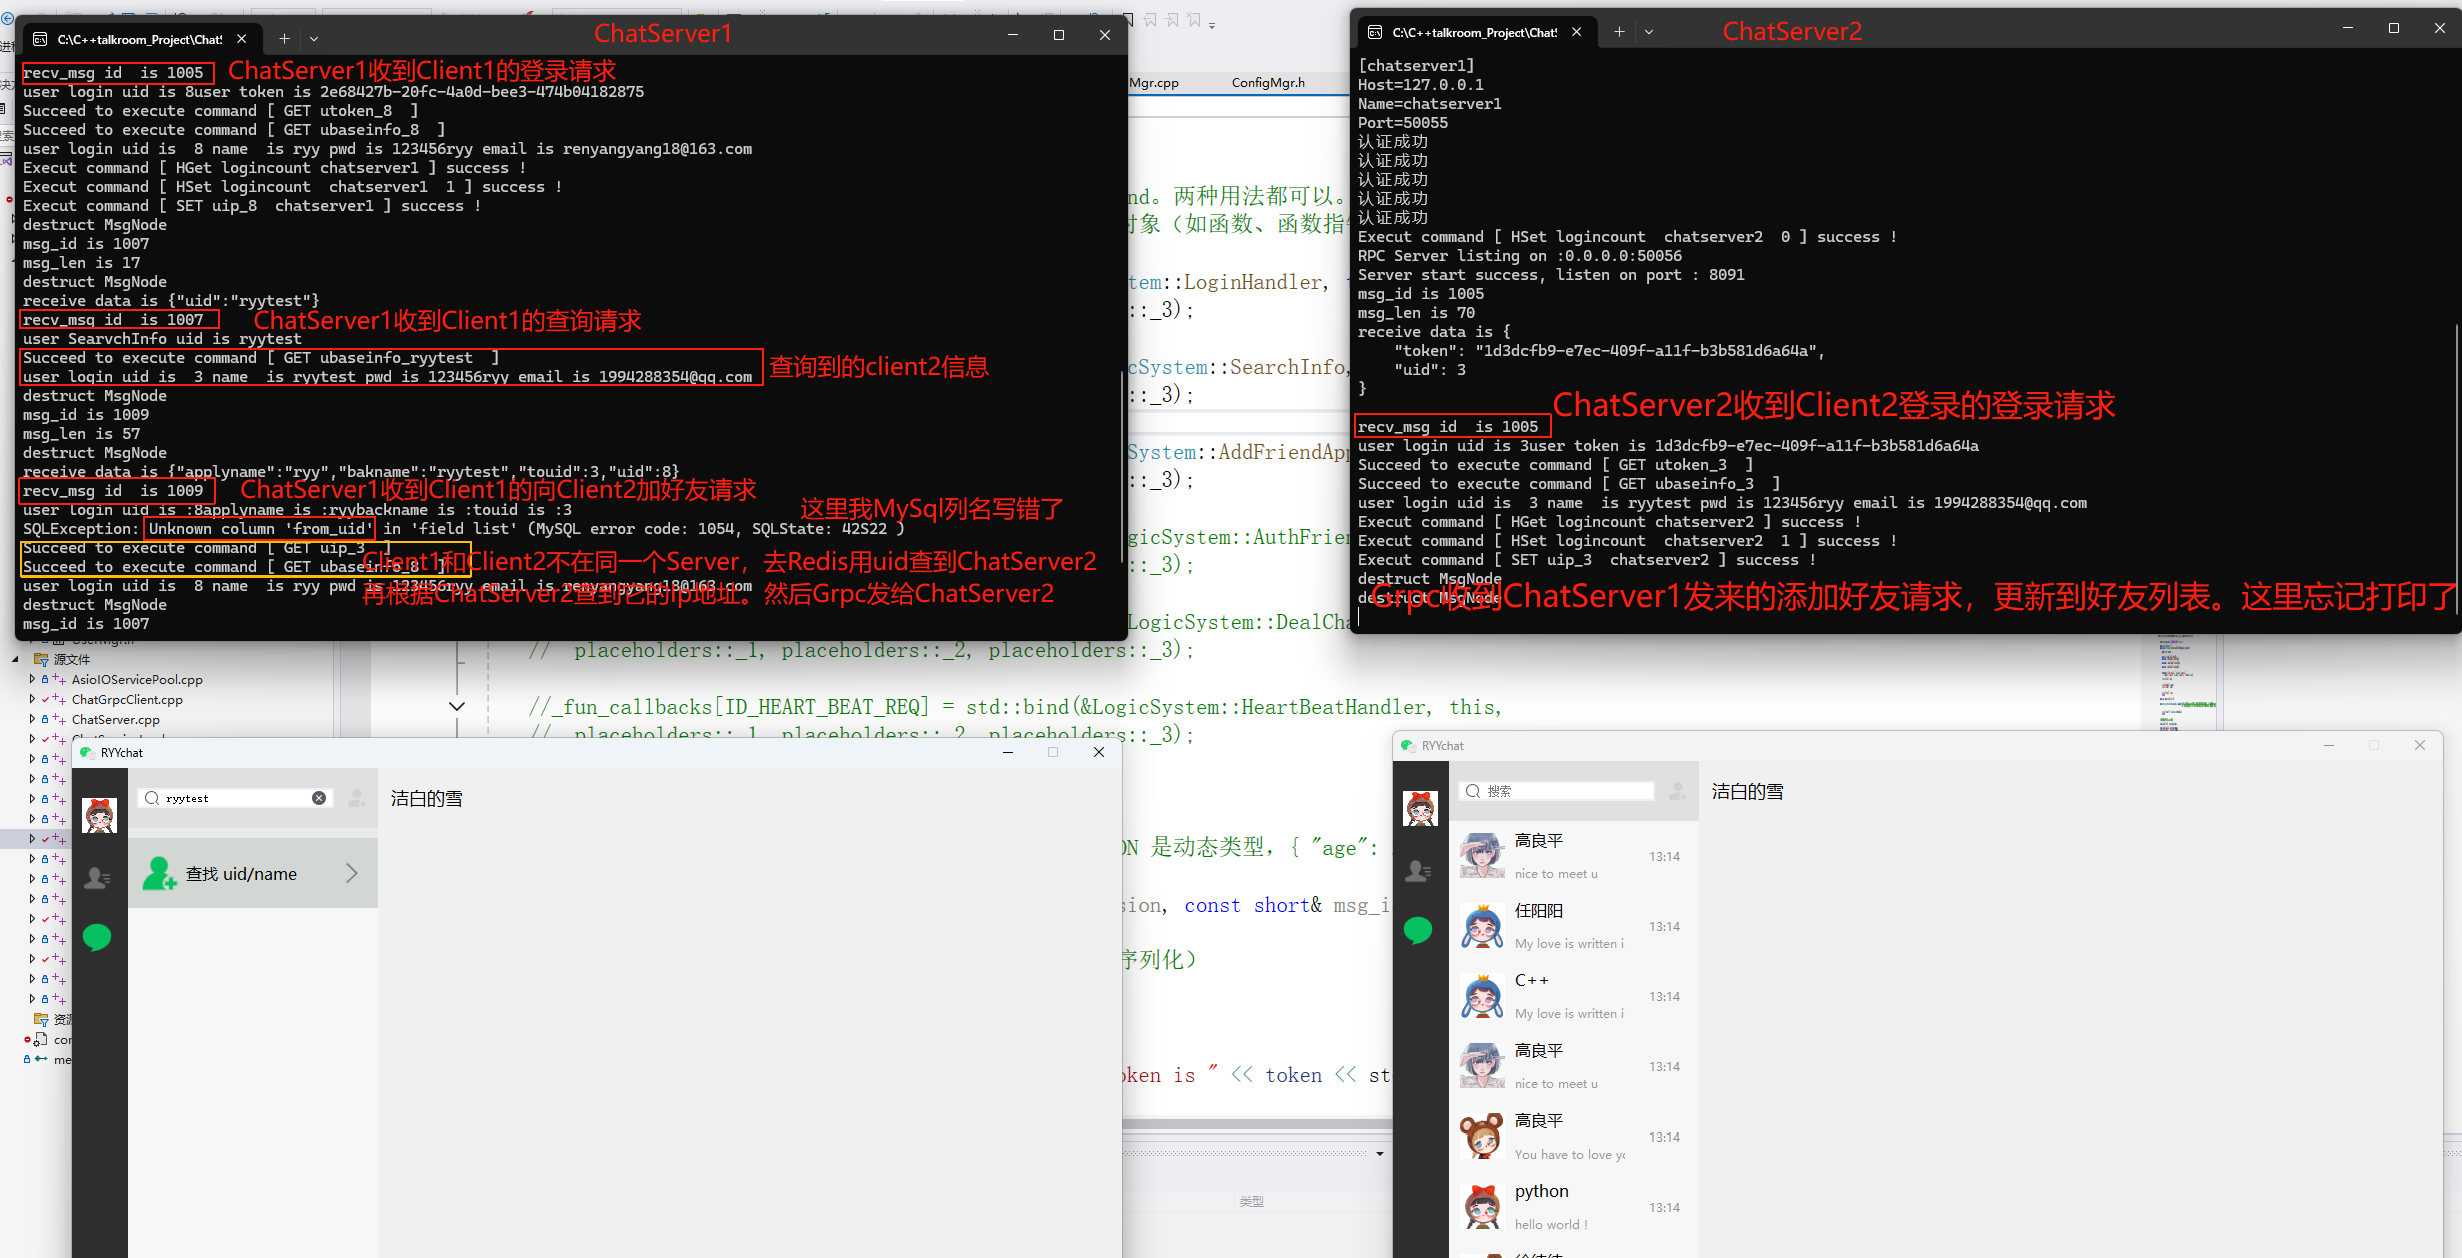 ChatServer1
C:\C++talkroom_Project\Chat
recv_msg id  is 1005
ChatServer1收到Client1的登录请求
user login uid is 8user token is 2e68427b-20fc-4a0d-bee3-474b04182875
Succeed to execute command [ GET utoken_8  ]
Succeed to execute command [ GET ubaseinfo_8  ]
user login uid is  8 name  is ryy pwd is 123456ryy email is renyangyang18@163.com
Execut command [ HGet logincount chatserver1 ] success !
Execut command [ HSet logincount  chatserver1  1 ] success !
Execut command [ SET uip_8  chatserver1 ] success !
destruct MsgNode
msg_id is 1007
msg_len is 17
destruct MsgNode
receive data is {"uid":"ryytest"}
recv_msg id  is 1007
ChatServer1收到Client1的查询请求
user SearvchInfo uid is ryytest
Succeed to execute command [ GET ubaseinfo_ryytest  ]
user login uid is  3 name  is ryytest pwd is 123456ryy email is 1994288354@qq.com
查询到的client2信息
destruct MsgNode
msg_id is 1009
msg_len is 57
destruct MsgNode
receive data is {"applyname":"ryy","bakname":"ryytest","touid":3,"uid":8}
recv_msg id  is 1009
ChatServer1收到Client1的向Client2加好友请求
user login uid is :8applyname is :ryybackname is :touid is :3
这里我MySql列名写错了
SQLException: Unknown column 'from_uid' in 'field list' (MySQL error code: 1054, SQLState: 42S22 )
Succeed to execute command [ GET uip_3  ]
Succeed to execute command [ GET ubaseinfo_8  ]
Client1和Client2不在同一个Server，去Redis用uid查到ChatServer2
user login uid is  8 name  is ryy pwd is 123456ryy email is renyangyang18@163.com
再根据ChatServer2查到它的ip地址。然后Grpc发给ChatServer2
destruct MsgNode
msg_id is 1007
ChatServer2
C:\C++talkroom_Project\Chat
[chatserver1]
Host=127.0.0.1
Name=chatserver1
Port=50055
认证成功
认证成功
认证成功
认证成功
认证成功
Execut command [ HSet logincount  chatserver2  0 ] success !
RPC Server listing on :0.0.0.0:50056
Server start success, listen on port : 8091
msg_id is 1005
msg_len is 70
receive data is {
"token": "1d3dcfb9-e7ec-409f-a11f-b3b581d6a64a",
"uid": 3
}
ChatServer2收到Client2登录的登录请求
recv_msg id  is 1005
user login uid is 3user token is 1d3dcfb9-e7ec-409f-a11f-b3b581d6a64a
Succeed to execute command [ GET utoken_3  ]
Succeed to execute command [ GET ubaseinfo_3  ]
user login uid is  3 name  is ryytest pwd is 123456ryy email is 1994288354@qq.com
Execut command [ HGet logincount chatserver2 ] success !
Execut command [ HSet logincount  chatserver2  1 ] success !
Execut command [ SET uip_3  chatserver2 ] success !
destruct MsgNode
destruct MsgNode
Grpc收到ChatServer1发来的添加好友请求，更新到好友列表。这里忘记打印了
Mgr.cpp
ConfigMgr.h
nd。两种用法都可以。
对象（如函数、函数指
tem::LoginHandler,
::_3);
cSystem::SearchInfo,
::_3);
System::AddFriendApp
::_3);
gicSystem::AuthFrien
::_3);
LogicSystem::DealCha
//  placeholders::_1, placeholders::_2, placeholders::_3);
//_fun_callbacks[ID_HEART_BEAT_REQ] = std::bind(&LogicSystem::HeartBeatHandler, this,
//  placeholders::_1, placeholders::_2, placeholders::_3);
ON 是动态类型，{ "age":
sion, const short& msg_i
序列化）
oken is " << token << st
类型
源文件
AsioIOServicePool.cpp
ChatGrpcClient.cpp
ChatServer.cpp
资源
con
me
RYYchat
ryytest
洁白的雪
查找 uid/name
RYYchat
搜索
洁白的雪
高良平
13:14
nice to meet u
任阳阳
13:14
My love is written i
C++
13:14
My love is written i
高良平
13:14
nice to meet u
高良平
13:14
You have to love yo
python
13:14
hello world !